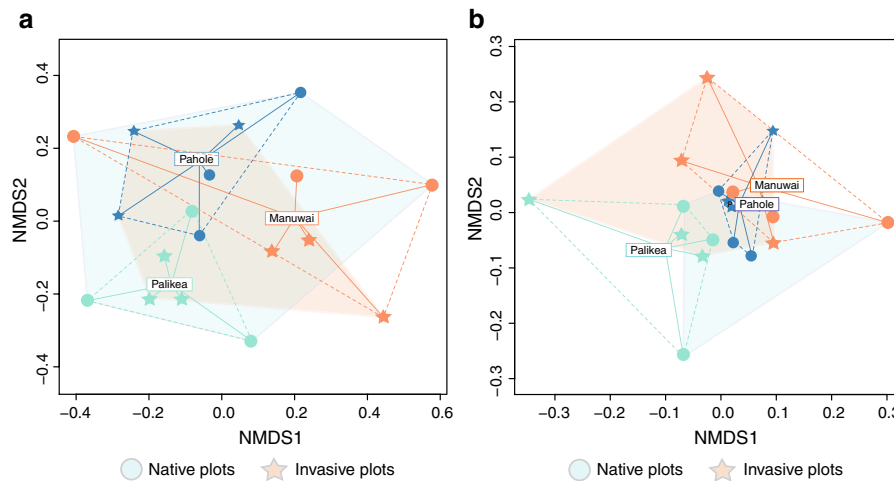 a
NMDS2
0.4
0.2
0.0
−0.2
−0.4
Pahole
Manuwai
Palikea
−0.4 −0.2 0.0 0.2 0.4 0.6
NMDS1
Native plots Invasive plots
b
NMDS2
0.3
0.2
0.1
0.0
−0.1
−0.2
−0.3
Manuwai
Pahole
Palikea
−0.3 −0.2 −0.1 0.0 0.1 0.2 0.3
NMDS1
Native plots Invasive plots